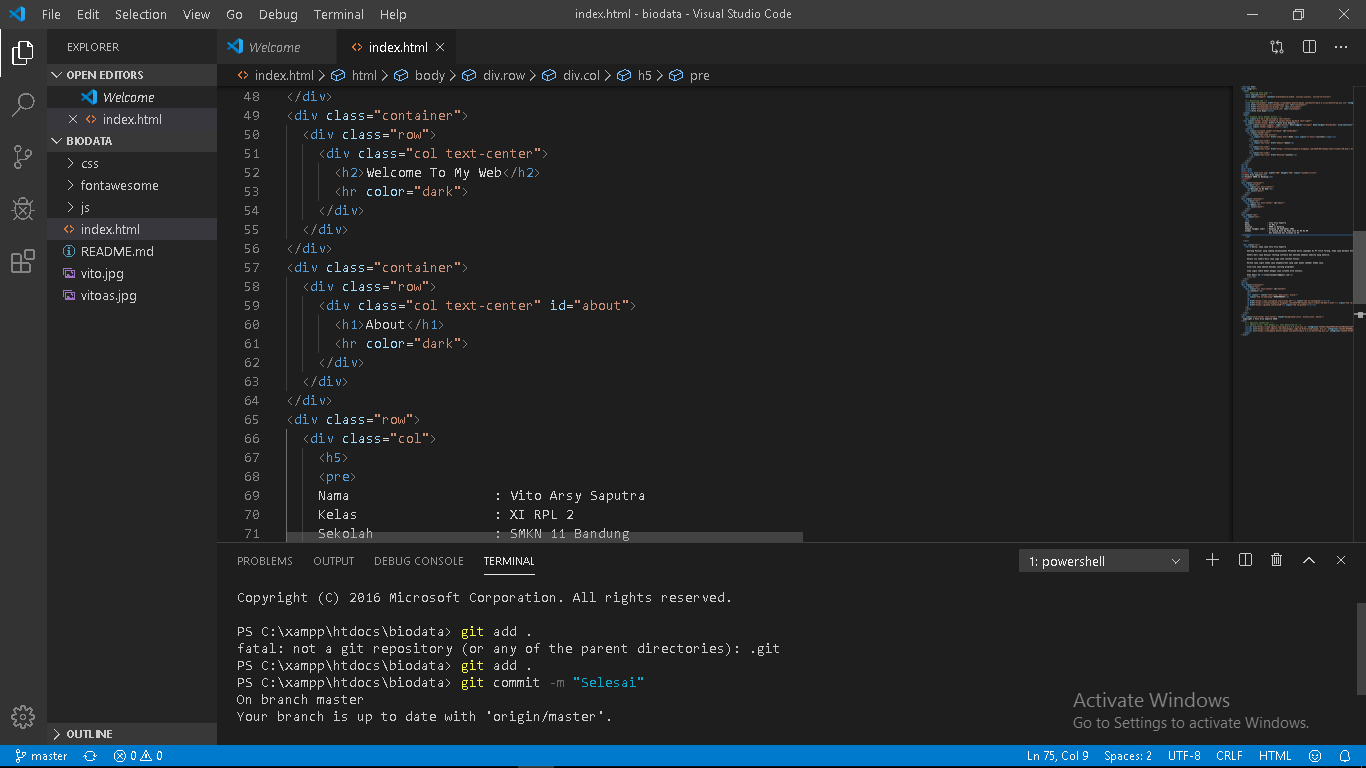 File Edit Selection View Go Debug Terminal Help
index.html - biodata - Visual Studio Code
EXPLORER
OPEN EDITORS
Welcome
index.html
BIODATA
css
fontawesome
js
index.html
README.md
vito.jpg
vitoas.jpg
OUTLINE
Welcome index.html
index.html > html > body > div.row > div.col > h5 > pre
48 </div>
49 <div class="container">
50 <div class="row">
51 <div class="col text-center">
52 <h2>Welcome To My Web</h2>
53 <hr color="dark">
54 </div>
55 </div>
56 </div>
57 <div class="container">
58 <div class="row">
59 <div class="col text-center" id="about">
60 <h1>About</h1>
61 <hr color="dark">
62 </div>
63 </div>
64 </div>
65 <div class="row">
66 <div class="col">
67 <h5>
68 <pre>
69 Nama : Vito Arsy Saputra
70 Kelas : XI RPL 2
71 Sekolah : SMKN 11 Bandung
PROBLEMS OUTPUT DEBUG CONSOLE TERMINAL
1: powershell
Copyright (C) 2016 Microsoft Corporation. All rights reserved.
PS C:\xampp\htdocs\biodata> git add .
fatal: not a git repository (or any of the parent directories): .git
PS C:\xampp\htdocs\biodata> git add .
PS C:\xampp\htdocs\biodata> git commit -m "Selesai"
On branch master
Your branch is up to date with 'origin/master'.
Activate Windows
Go to Settings to activate Windows.
master 0 0 Ln 75, Col 9 Spaces: 2 UTF-8 CRLF HTML